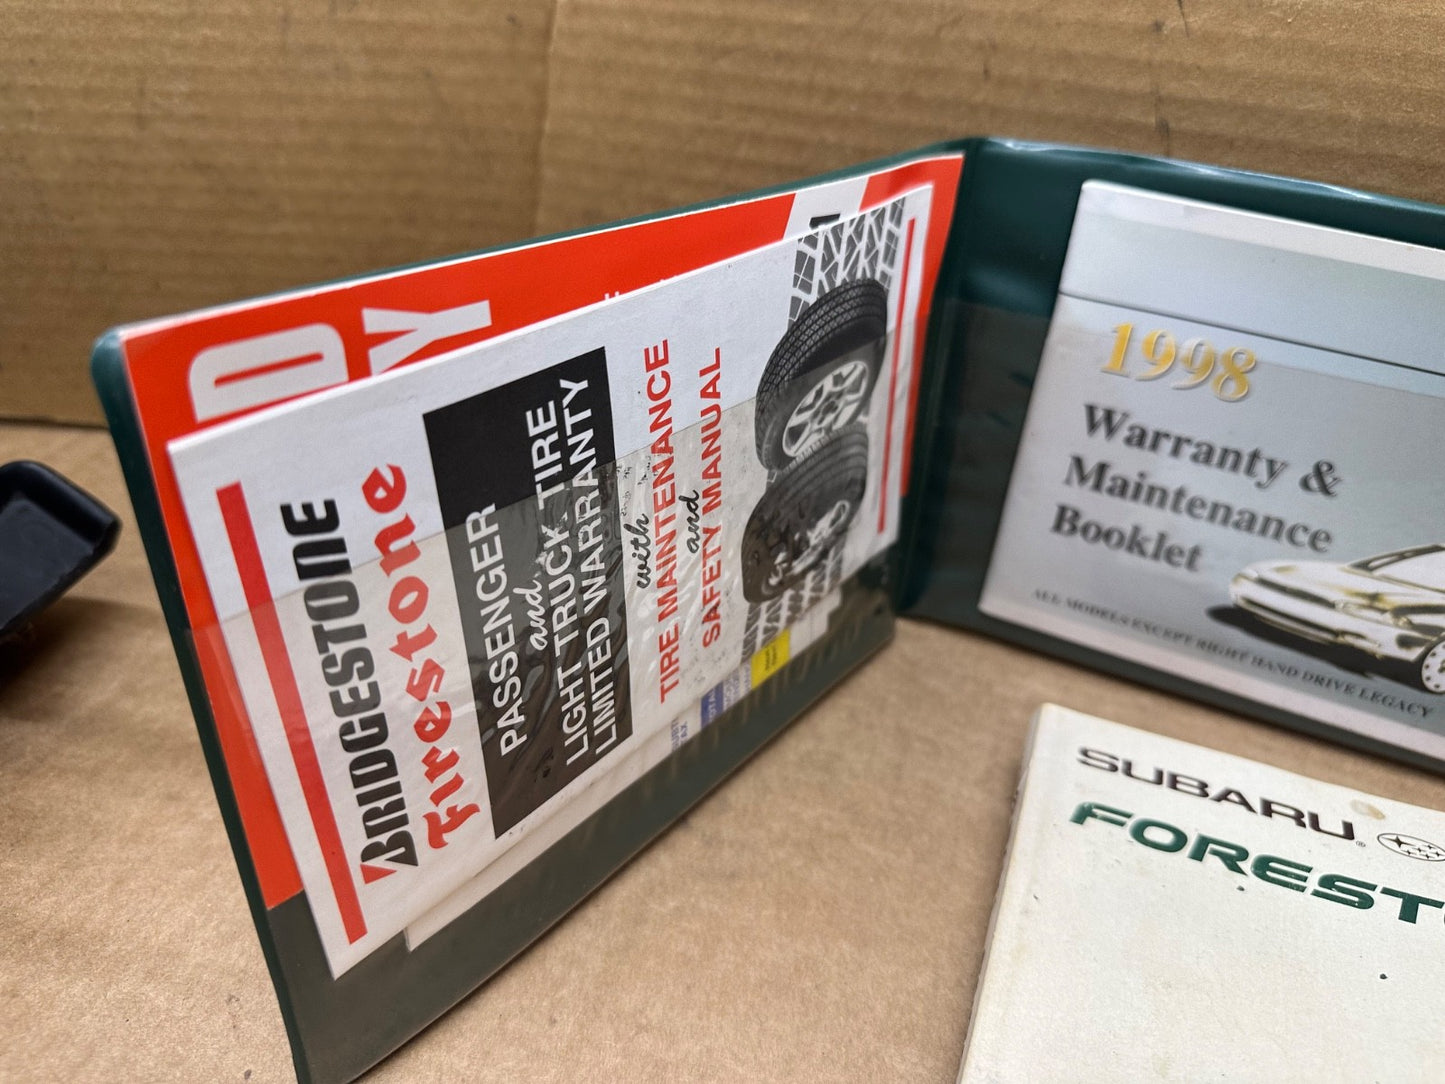 BRIDGESTONE
Firestone
PASSENGER
and
LIGHT TRUCK TIRE
LIMITED WARRANTY
with
TIRE MAINTENANCE
and
SAFETY MANUAL
1998
Warranty &
Maintenance
Booklet
ALL MODELS EXCEPT RIGHT HAND DRIVE LEGACY
SUBARU®
FOREST